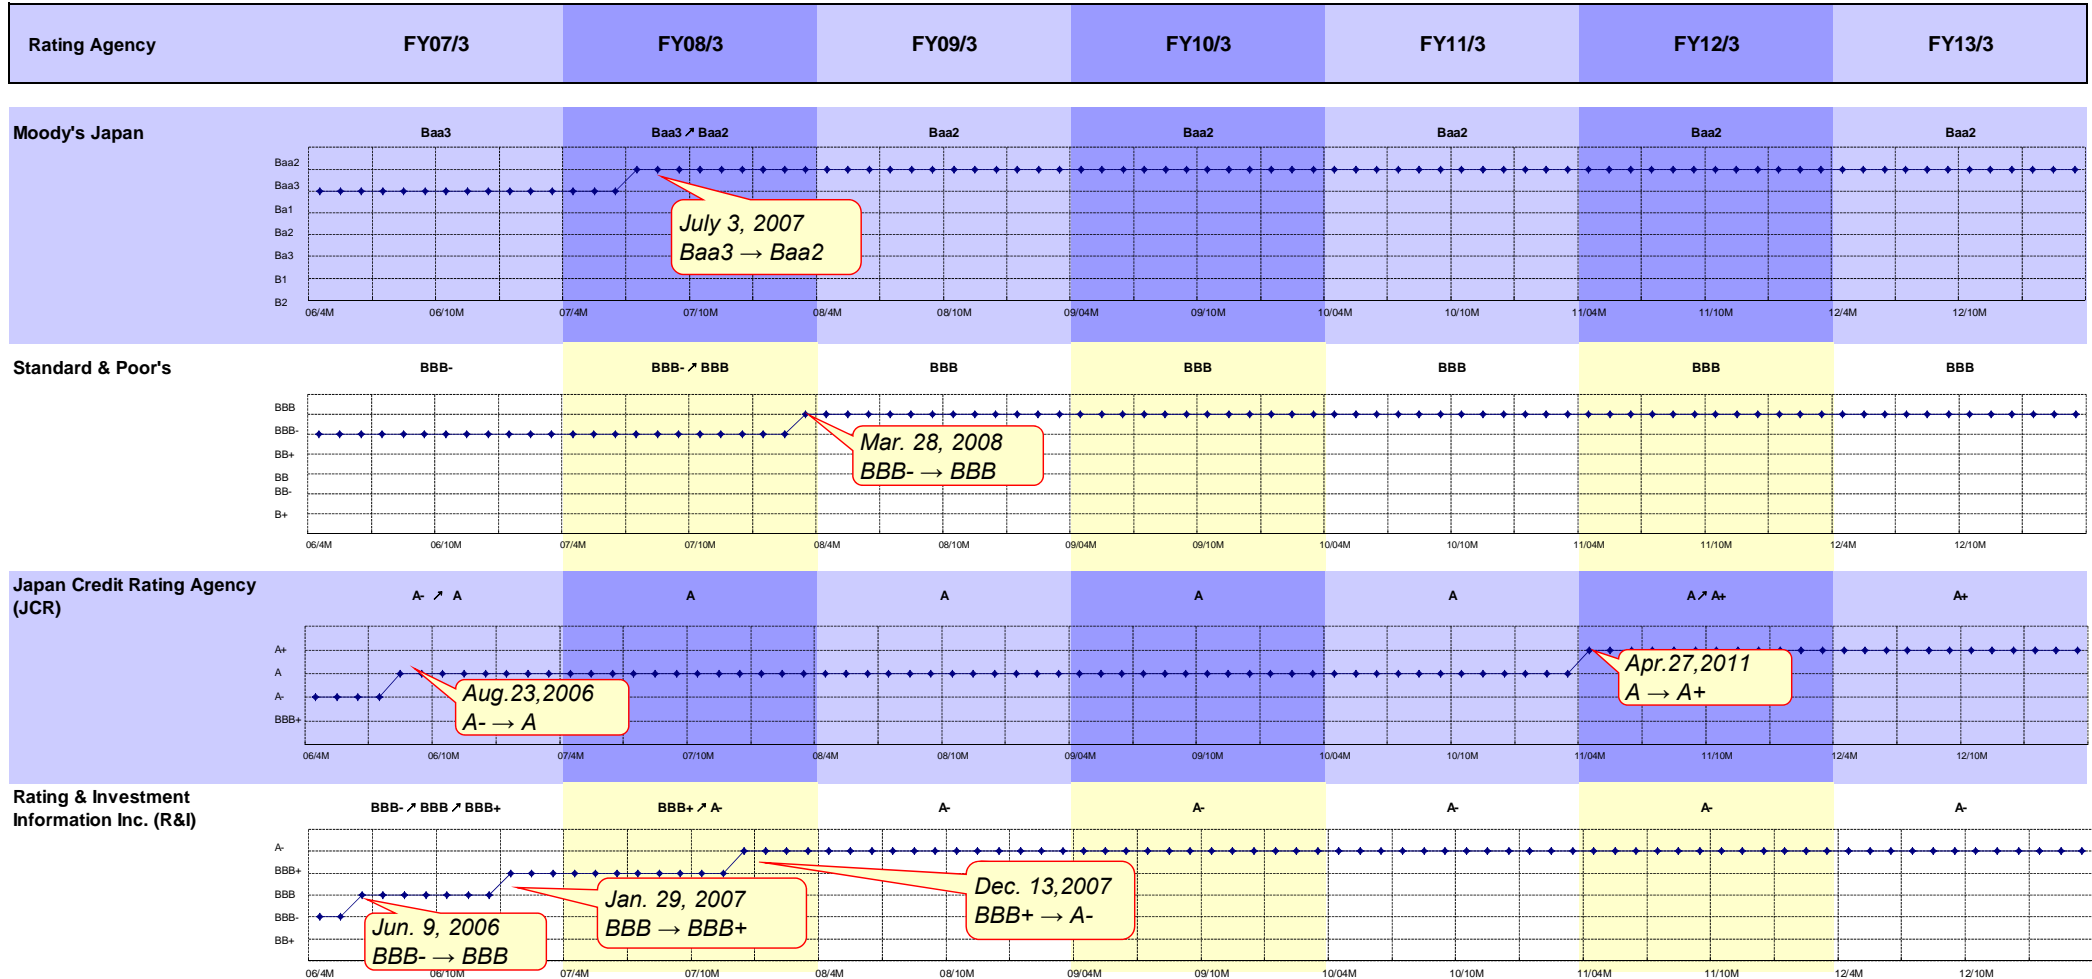 Rating Agency FY07/3 FY08/3 FY09/3 FY10/3 FY11/3 FY12/3 FY13/3
Moody's Japan Baa3 Baa3↗Baa2 Baa2 Baa2 Baa2 Baa2 Baa2
Baa2
Baa3
Ba1
Ba2
Ba3
B1
B2
July 3, 2007
Baa3 → Baa2
06/4M 06/10M 07/4M 07/10M 08/4M 08/10M 09/04M 09/10M 10/04M 10/10M 11/04M 11/10M 12/4M 12/10M
Standard & Poor's BBB- BBB-↗BBB BBB BBB BBB BBB BBB
BBB
BBB-
BB+
BB
BB-
B+
Mar. 28, 2008
BBB- → BBB
06/4M 06/10M 07/4M 07/10M 08/4M 08/10M 09/04M 09/10M 10/04M 10/10M 11/04M 11/10M 12/4M 12/10M
Japan Credit Rating Agency
(JCR) A- ↗ A A A A A A↗A+ A+
A+
A
A-
BBB+
Aug.23,2006
A- → A
Apr.27,2011
A → A+
06/4M 06/10M 07/4M 07/10M 08/4M 08/10M 09/04M 09/10M 10/04M 10/10M 11/04M 11/10M 12/4M 12/10M
Rating & Investment
Information Inc. (R&I) BBB-↗BBB↗BBB+ BBB+↗A- A- A- A- A- A-
A-
BBB+
BBB
BBB-
BB+
Jun. 9, 2006
BBB- → BBB
Jan. 29, 2007
BBB → BBB+
Dec. 13,2007
BBB+ → A-
06/4M 06/10M 07/4M 07/10M 08/4M 08/10M 09/04M 09/10M 10/04M 10/10M 11/04M 11/10M 12/4M 12/10M